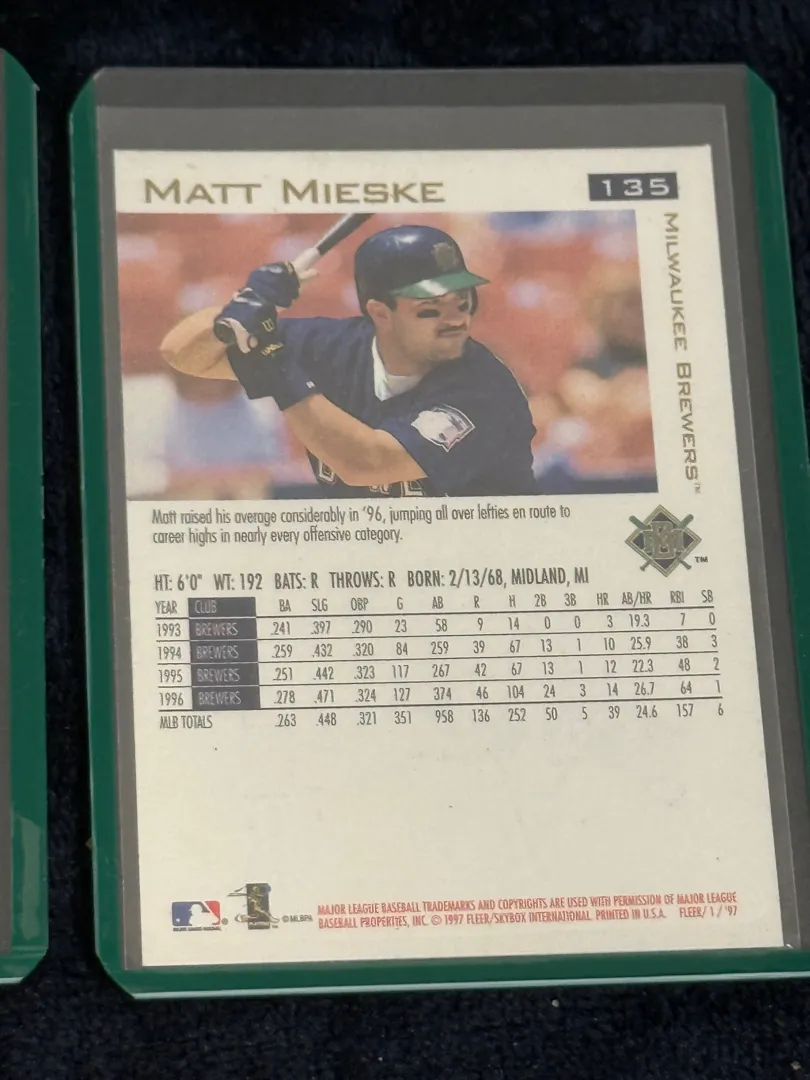 MATT MIESKE
135
MILWAUKEE BREWERS™
Matt raised his average considerably in '96, jumping all over lefties en route to
career highs in nearly every offensive category.
TM
HT: 6'0" WT: 192 BATS: R THROWS: R BORN: 2/13/68, MIDLAND, MI
YEAR CLUB BA SLG OBP G AB R H 2B 3B HR AB/HR RBI SB
1993 BREWERS .241 .397 .290 23 58 9 14 0 0 3 19.3 7 0
1994 BREWERS .259 .432 .320 84 259 39 67 13 1 10 25.9 38 3
1995 BREWERS .251 .442 .323 117 267 42 67 13 1 12 22.3 48 2
1996 BREWERS .278 .471 .324 127 374 46 104 24 3 14 26.7 64 1
MLB TOTALS .263 .448 .321 351 958 136 252 50 5 39 24.6 157 6
© MLBPA
MAJOR LEAGUE BASEBALL TRADEMARKS AND COPYRIGHTS ARE USED WITH PERMISSION OF MAJOR LEAGUE
BASEBALL PROPERTIES, INC. © 1997 FLEER/SKYBOX INTERNATIONAL. PRINTED IN U.S.A. FLEER/ 1 / '97